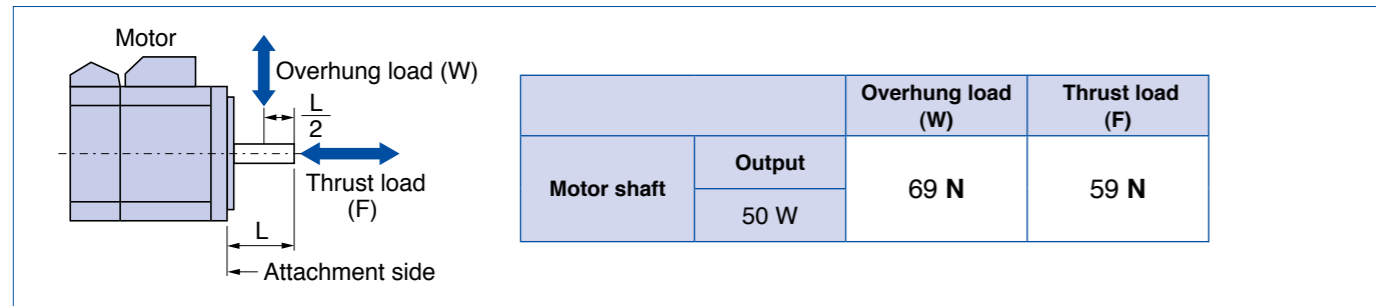 Motor
Overhung load (W)
L
2
Thrust load
(F)
L
Attachment side
Overhung load
(W)
Thrust load
(F)
Motor shaft
Output
69 N
59 N
50 W